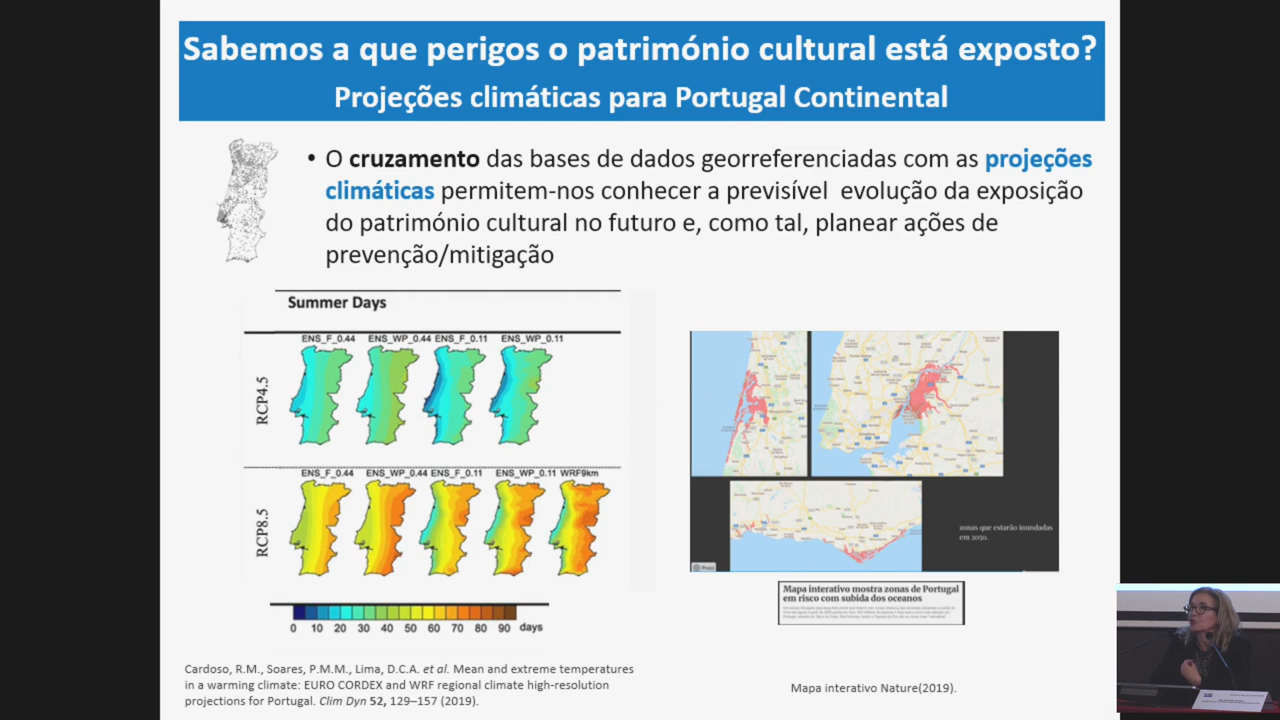 Sabemos a que perigos o património cultural está exposto?
Projeções climáticas para Portugal Continental
• O cruzamento das bases de dados georreferenciadas com as projeções
climáticas permitem-nos conhecer a previsível evolução da exposição
do património cultural no futuro e, como tal, planear ações de
prevenção/mitigação
Summer Days
ENS_F_0.44 ENS_WP_0.44 ENS_F_0.11 ENS_WP_0.11
RCP4.5
ENS_F_0.44 ENS_WP_0.44 ENS_F_0.11 ENS_WP_0.11 WRF9km
RCP8.5
0 10 20 30 40 50 60 70 80 90 days
zonas que estarão inundadas
em 2050.
Prezi
Mapa interativo mostra zonas de Portugal
em risco com subida dos oceanos
Cardoso, R.M., Soares, P.M.M., Lima, D.C.A. et al. Mean and extreme temperatures
in a warming climate: EURO CORDEX and WRF regional climate high-resolution
projections for Portugal. Clim Dyn 52, 129–157 (2019).
Mapa interativo Nature(2019).